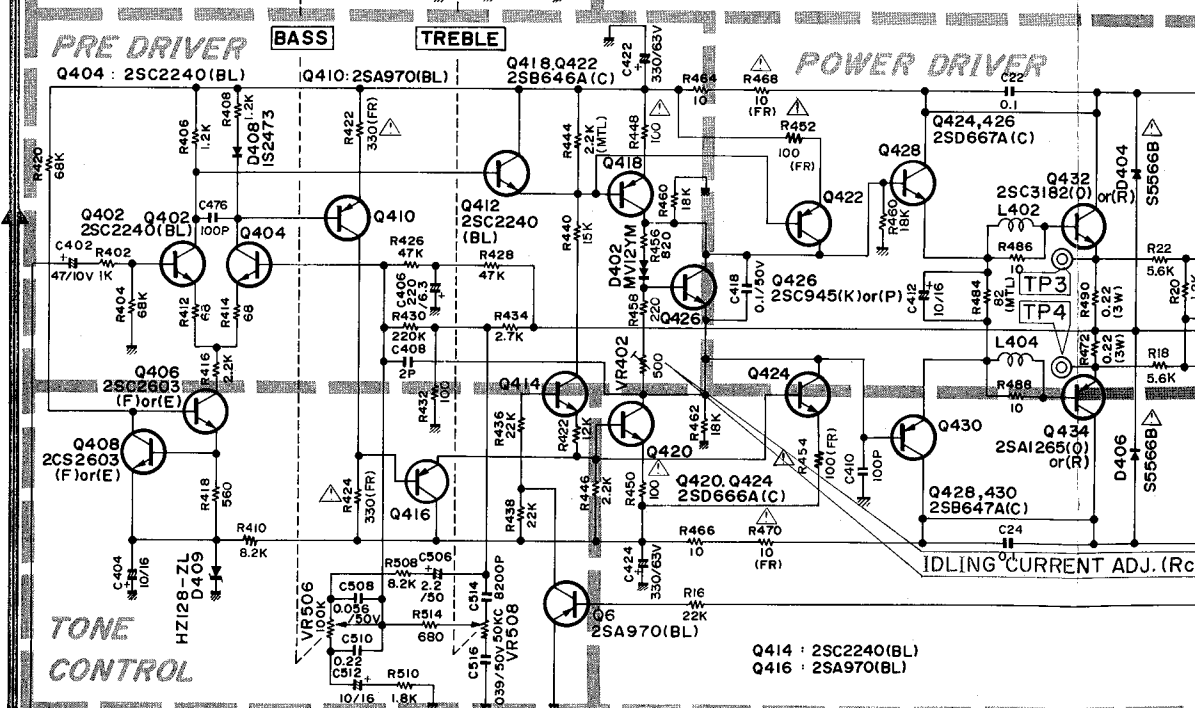 PRE DRIVER
BASS
TREBLE
POWER DRIVER
Q404 : 2SC2240(BL)
Q410:2SA970(BL)
Q418,Q422
2SB646A(C)
C422
330/63V
R464
10
R468
10
(FR)
C22
0.1
R420
68K
R406
1.2K
R408
1.2K
D408
1S2473
R422
330(FR)
R444
2.2K
(MTL)
R448
100
R452
100
(FR)
Q424,426
2SD667A(C)
Q428
Q432
2SC3182(O)
or(R)
D404
S5566B
Q418
Q412
2SC2240
(BL)
R460
18K
Q422
R460
18K
Q402
2SC2240(BL)
Q402
C476
100P
Q404
Q410
C402
47/10V
R402
1K
R404
68K
R412
68
R414
68
R426
47K
R428
47K
C406
220
6.3
R440
15K
R456
820
D402
MV12YM
R458
220
Q426
C418
0.1/50V
Q426
2SC945(K)or(P)
L402
R486
10
TP3
TP4
C412
10/16
R484
82
(MTL)
R490
0.22
(3W)
R22
5.6K
R20
R430
220K
C408
2P
R434
2.7K
R432
100
VR402
500
L404
R472
0.22
(3W)
R18
5.6K
R416
2.2K
Q406
2SC2603
(F)or(E)
Q408
2CS2603
(F)or(E)
Q414
Q424
R488
10
R436
22K
R422
12K
Q420
R462
18K
R454
100(FR)
C410
100P
Q430
Q434
2SA1265(O)
or(R)
D406
S5566B
R418
560
R424
330(FR)
Q416
R438
22K
R446
2.2K
R450
100
Q420,Q424
2SD666A(C)
Q428,430
2SB647A(C)
R410
8.2K
C404
10/16
HZ12B-ZL
D409
R466
10
R470
10
(FR)
C24
0.1
C424
330/63V
IDLING CURRENT ADJ.(Rc
R508
8.2K
C506
2.2
/50
C508
0.056
/50V
VR506
100K
C514
8200P
R514
680
C510
0.22
50KC
VR508
C516
039/50V
C512
10/16
R510
1.8K
Q6
2SA970(BL)
R16
22K
TONE
CONTROL
Q414 : 2SC2240(BL)
Q416 : 2SA970(BL)